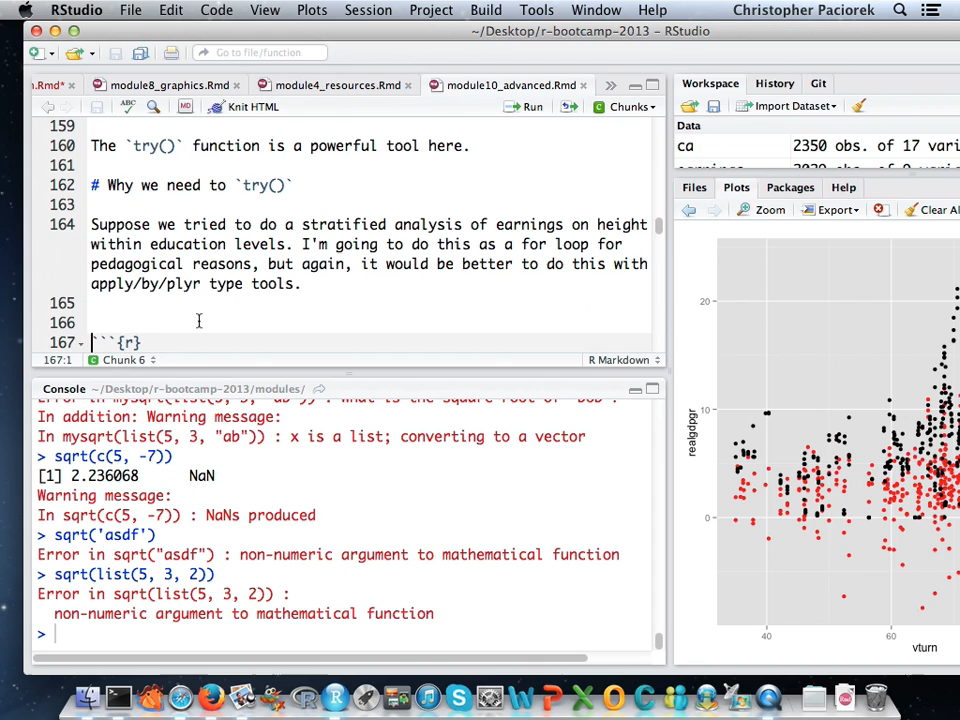 RStudio File Edit Code View Plots Session Project Build Tools Window Help Christopher Paciorek
~/Desktop/r-bootcamp-2013 – RStudio
Go to file/function
n.Rmd* module8_graphics.Rmd module4_resources.Rmd module10_advanced.Rmd
ABC MD Knit HTML Run Chunks
159
160 The `try()` function is a powerful tool here.
161
162 # Why we need to `try()`
163
164 Suppose we tried to do a stratified analysis of earnings on height
within education levels. I'm going to do this as a for loop for
pedagogical reasons, but again, it would be better to do this with
apply/by/plyr type tools.
165
166
167 ```{r}
167:1 Chunk 6 R Markdown
Console ~/Desktop/r-bootcamp-2013/modules/
In addition: Warning message:
In mysqrt(list(5, 3, "ab")) : x is a list; converting to a vector
> sqrt(c(5, -7))
[1] 2.236068 NaN
Warning message:
In sqrt(c(5, -7)) : NaNs produced
> sqrt('asdf')
Error in sqrt("asdf") : non-numeric argument to mathematical function
> sqrt(list(5, 3, 2))
Error in sqrt(list(5, 3, 2)) :
non-numeric argument to mathematical function
>
Workspace History Git
Import Dataset
Data
ca 2350 obs. of 17 vari
Files Plots Packages Help
Zoom Export Clear Al
20
10
0
realgdpgr
40 60
vturn